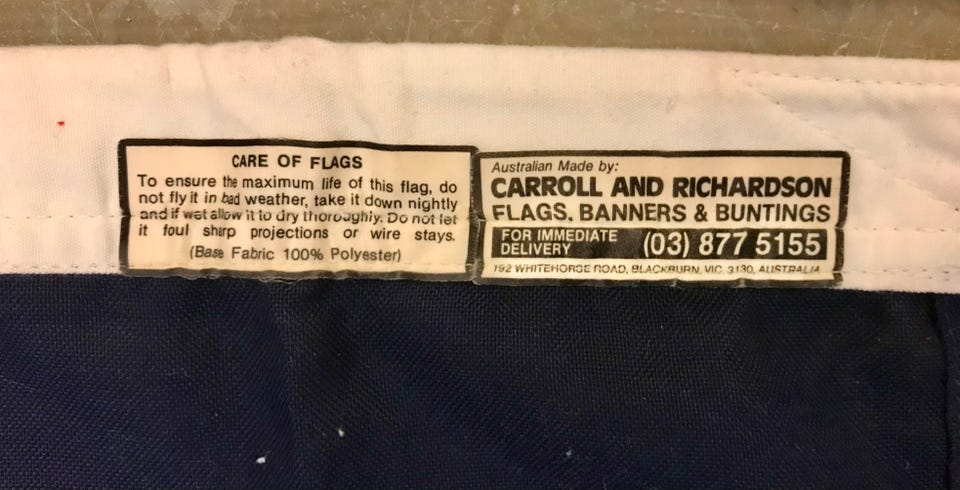 CARE OF FLAGS
To ensure the maximum life of this flag, do
not fly it in bad weather, take it down nightly
and if wet allow it to dry thoroughly. Do not let
it foul sharp projections or wire stays.
(Base Fabric 100% Polyester)
Australian Made by:
CARROLL AND RICHARDSON
FLAGS, BANNERS & BUNTINGS
FOR IMMEDIATE
DELIVERY
(03) 877 5155
192 WHITEHORSE ROAD, BLACKBURN, VIC 3130, AUSTRALIA